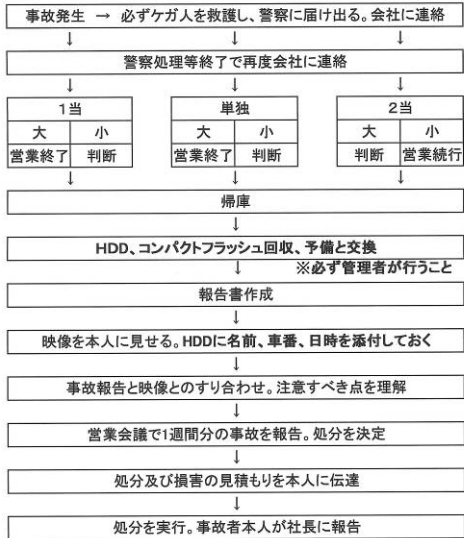 事故発生 → 必ずケガ人を救護し、警察に届け出る。会社に連絡
↓ ↓ ↓
警察処理等終了で再度会社に連絡
↓ ↓ ↓
1当 単独 2当
大 小 大 小 大 小
営業終了 判断 営業終了 判断 判断 営業続行
↓ ↓ ↓
帰庫
↓
HDD、コンパクトフラッシュ回収、予備と交換
↓ ※必ず管理者が行うこと
報告書作成
↓
映像を本人に見せる。HDDに名前、車番、日時を添付しておく
↓
事故報告と映像とのすり合わせ。注意すべき点を理解
↓
営業会議で1週間分の事故を報告。処分を決定
↓
処分及び損害の見積もりを本人に伝達
↓
処分を実行。事故者本人が社長に報告